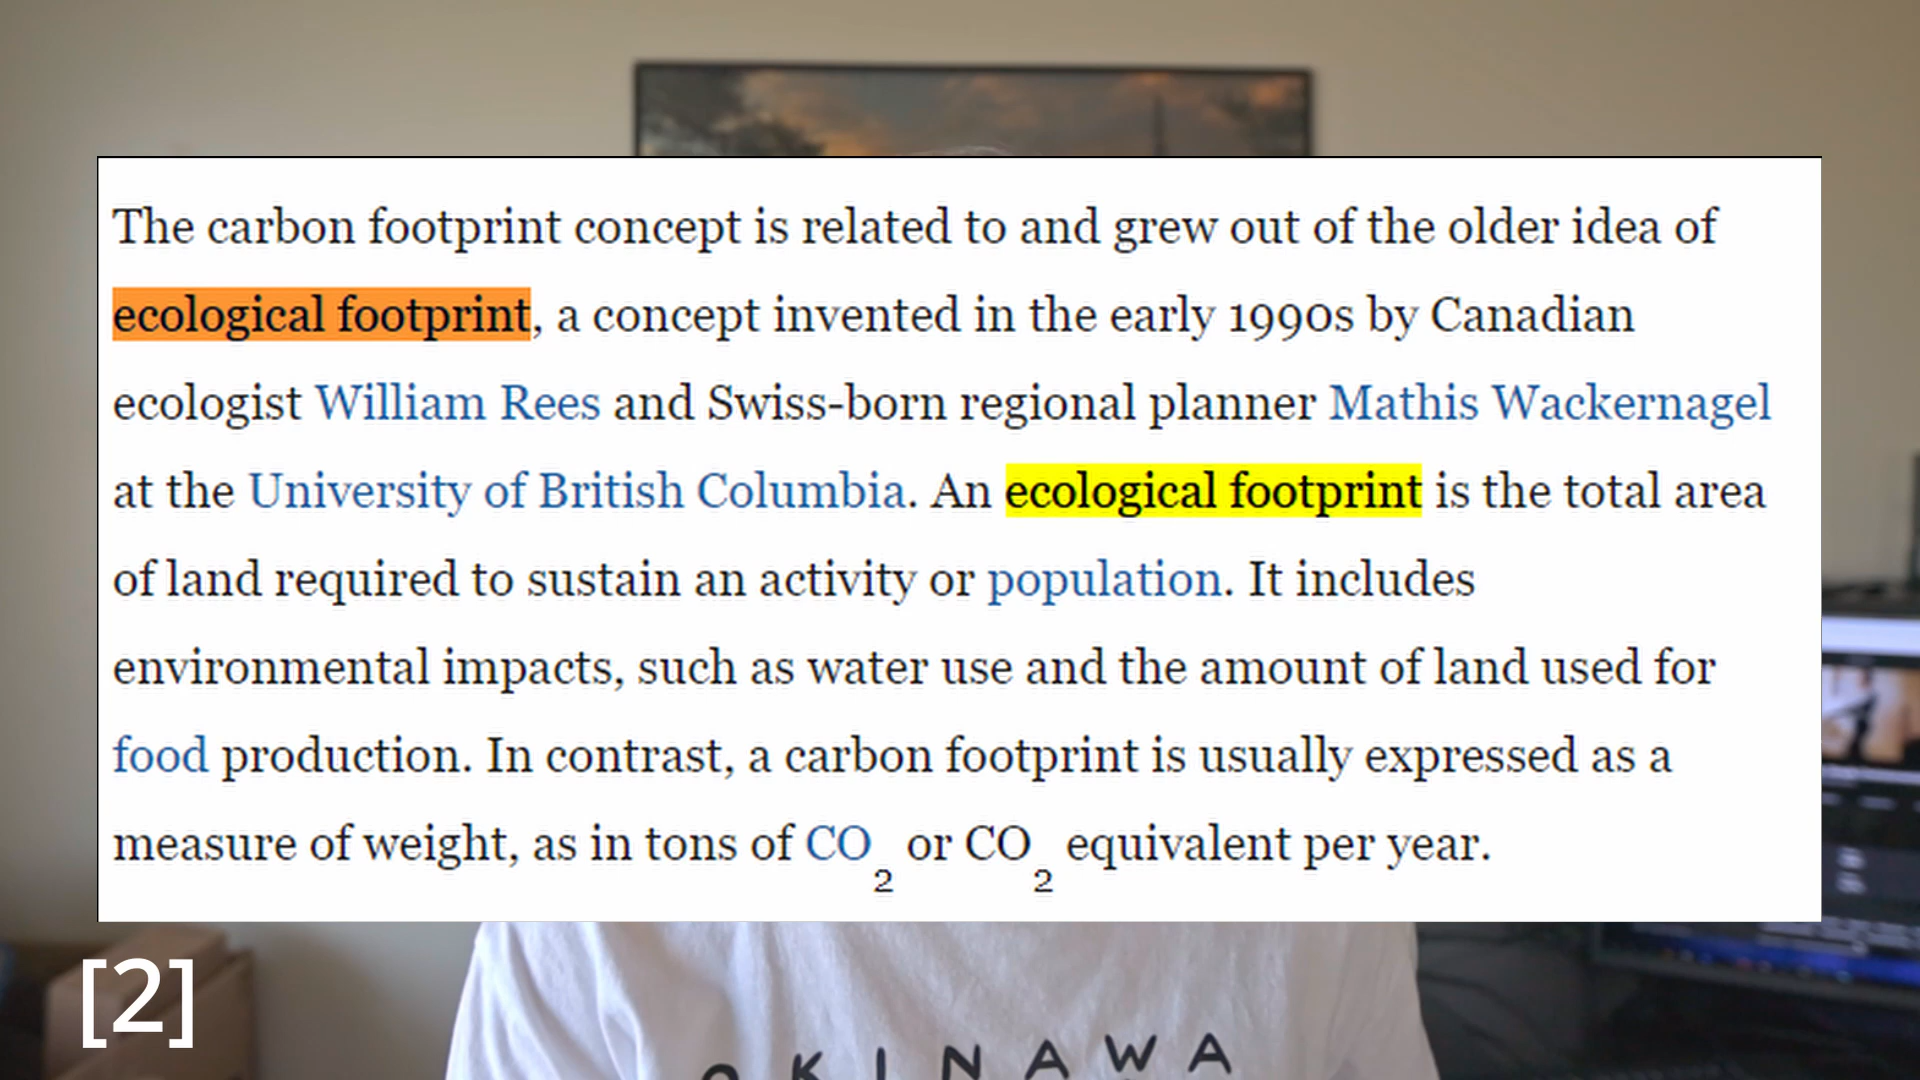 The carbon footprint concept is related to and grew out of the older idea of
ecological footprint, a concept invented in the early 1990s by Canadian
ecologist William Rees and Swiss-born regional planner Mathis Wackernagel
at the University of British Columbia. An ecological footprint is the total area
of land required to sustain an activity or population. It includes
environmental impacts, such as water use and the amount of land used for
food production. In contrast, a carbon footprint is usually expressed as a
measure of weight, as in tons of CO2 or CO2 equivalent per year.
[2]
OKINAWA